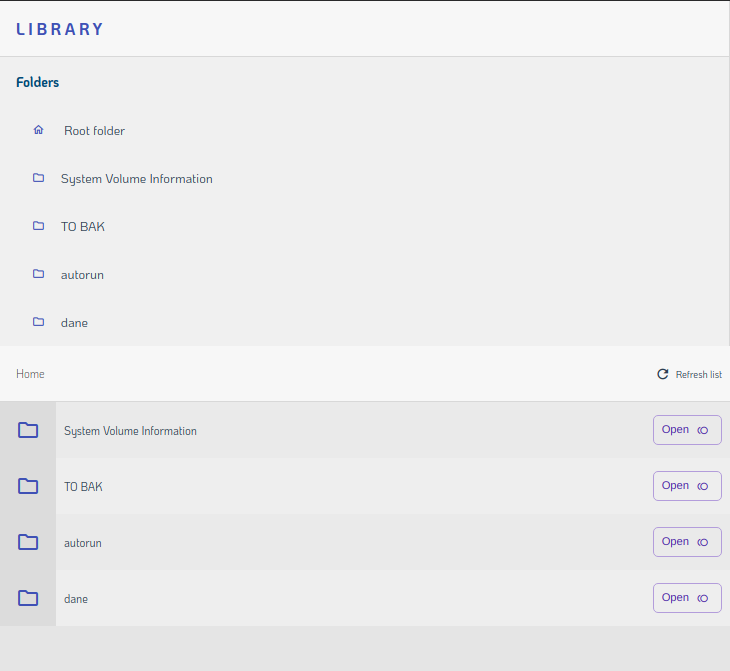 LIBRARY
Folders
Root folder
System Volume Information
TO BAK
autorun
dane
Home Refresh list
System Volume Information Open
TO BAK Open
autorun Open
dane Open